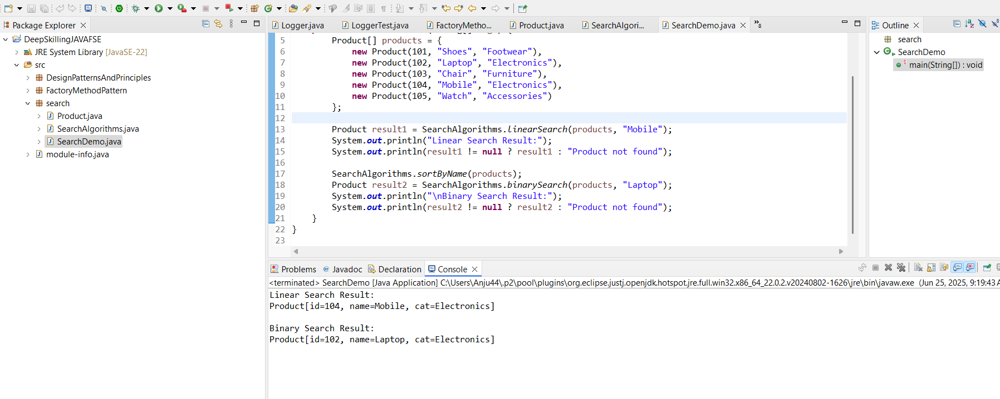 Package Explorer
DeepSkillingJAVAFSE
JRE System Library [JavaSE-22]
src
DesignPatternsAndPrinciples
FactoryMethodPattern
search
Product.java
SearchAlgorithms.java
SearchDemo.java
module-info.java
Logger.java LoggerTest.java FactoryMetho... Product.java SearchAlgori... SearchDemo.java »8
5 Product[] products = {
6 new Product(101, "Shoes", "Footwear"),
7 new Product(102, "Laptop", "Electronics"),
8 new Product(103, "Chair", "Furniture"),
9 new Product(104, "Mobile", "Electronics"),
10 new Product(105, "Watch", "Accessories")
11 };
12
13 Product result1 = SearchAlgorithms.linearSearch(products, "Mobile");
14 System.out.println("Linear Search Result:");
15 System.out.println(result1 != null ? result1 : "Product not found");
16
17 SearchAlgorithms.sortByName(products);
18 Product result2 = SearchAlgorithms.binarySearch(products, "Laptop");
19 System.out.println("\nBinary Search Result:");
20 System.out.println(result2 != null ? result2 : "Product not found");
21 }
22 }
23
Outline
search
SearchDemo
main(String[]) : void
Problems @ Javadoc Declaration Console
<terminated> SearchDemo [Java Application] C:\Users\Anju44\.p2\pool\plugins\org.eclipse.justj.openjdk.hotspot.jre.full.win32.x86_64_22.0.2.v20240802-1626\jre\bin\javaw.exe (Jun 25, 2025, 9:19:43 A
Linear Search Result:
Product[id=104, name=Mobile, cat=Electronics]
Binary Search Result:
Product[id=102, name=Laptop, cat=Electronics]